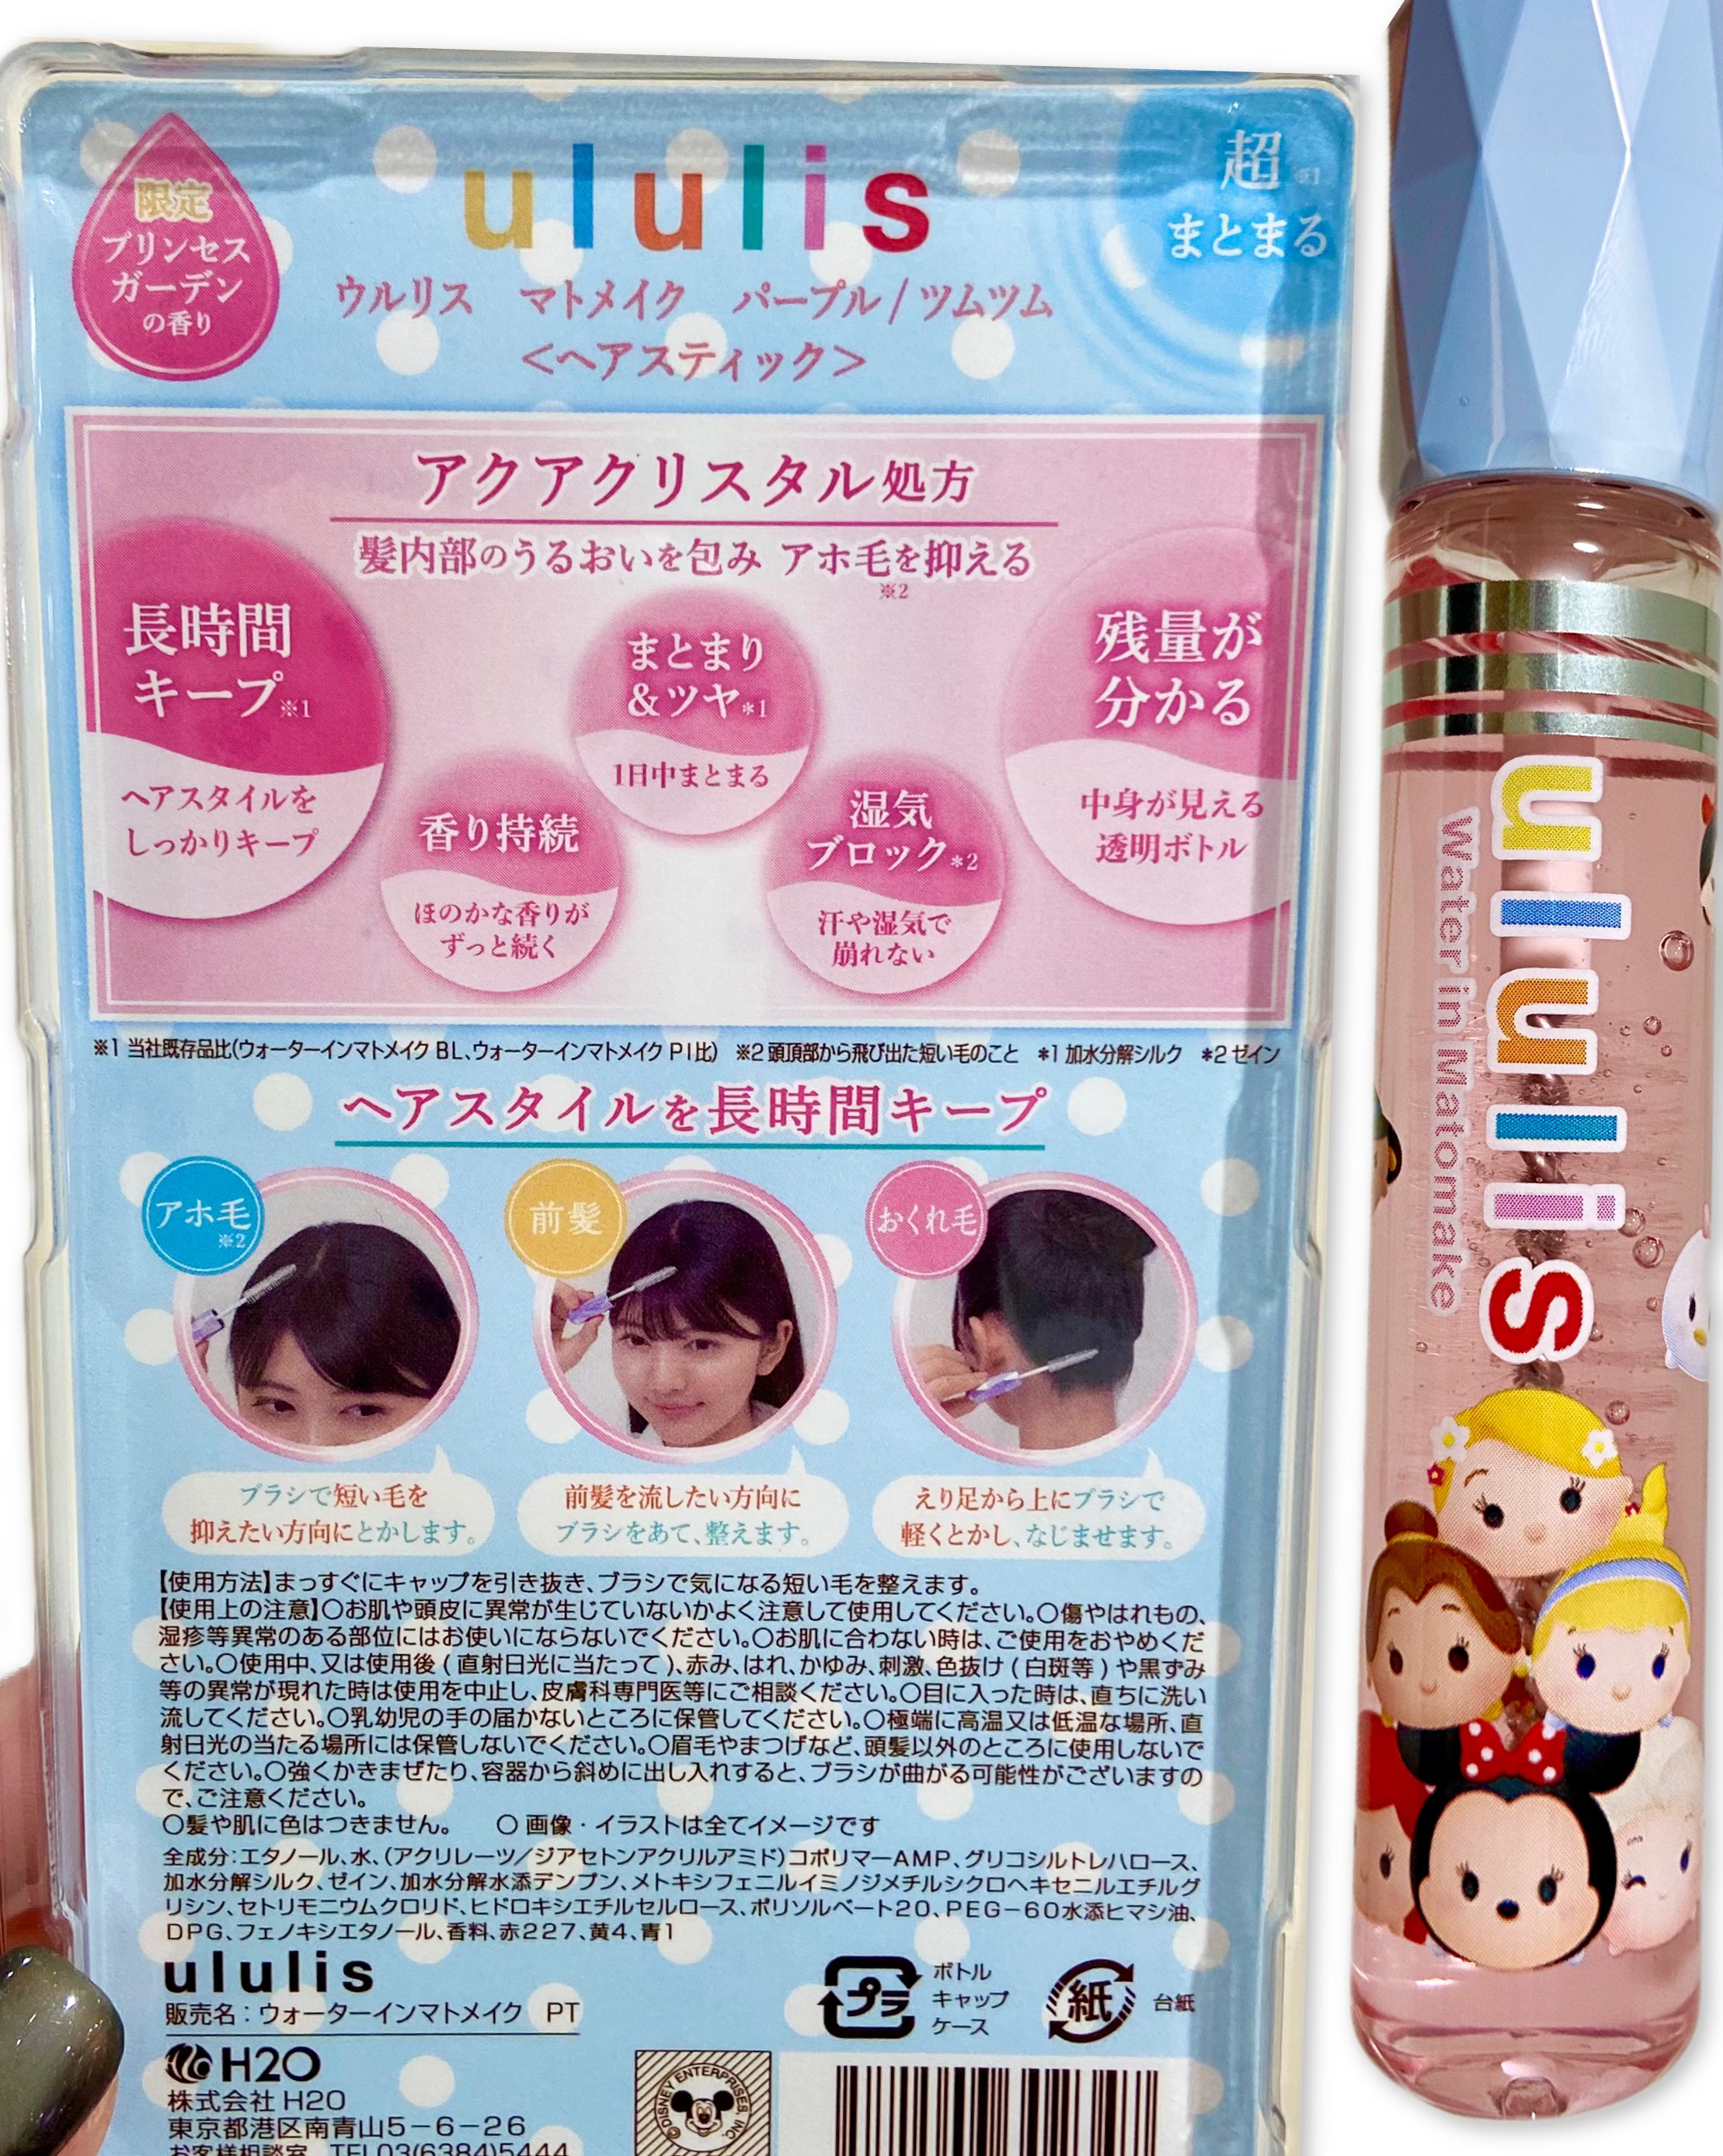 限定
プリンセス
ガーデン
の香り
ululis
ウルリス マトメイク パープル/ツムツム
<ヘアスティック>
超※1
まとまる
アクアクリスタル処方
髪内部のうるおいを包み アホ毛を抑える
※2
長時間
キープ※1
ヘアスタイルを
しっかりキープ
香り持続
ほのかな香りが
ずっと続く
まとまり
&ツヤ*1
1日中まとまる
湿気
ブロック*2
汗や湿気で
崩れない
残量が
分かる
中身が見える
透明ボトル
※1 当社既存品比(ウォーターインマトメイク BL、ウォーターインマトメイク PI比) ※2 頭頂部から飛び出た短い毛のこと *1 加水分解シルク *2 ゼイン
ヘアスタイルを長時間キープ
アホ毛
※2
ブラシで短い毛を
抑えたい方向にとかします。
前髪
前髪を流したい方向に
ブラシをあて、整えます。
おくれ毛
えり足から上にブラシで
軽くとかし、なじませます。
【使用方法】まっすぐにキャップを引き抜き、ブラシで気になる短い毛を整えます。
【使用上の注意】〇お肌や頭皮に異常が生じていないかよく注意して使用してください。〇傷やはれもの、
湿疹等異常のある部位にはお使いにならないでください。〇お肌に合わない時は、ご使用をおやめくだ
さい。〇使用中、又は使用後(直射日光に当たって)、赤み、はれ、かゆみ、刺激、色抜け(白斑等)や黒ずみ
等の異常が現れた時は使用を中止し、皮膚科専門医等にご相談ください。〇目に入った時は、直ちに洗い
流してください。〇乳幼児の手の届かないところに保管してください。〇極端に高温又は低温な場所、直
射日光の当たる場所には保管しないでください。〇眉毛やまつげなど、頭髪以外のところに使用しないで
ください。〇強くかきまぜたり、容器から斜めに出し入れすると、ブラシが曲がる可能性がございますの
で、ご注意ください。
〇髪や肌に色はつきません。 〇画像・イラストは全てイメージです
全成分:エタノール、水、(アクリレーツ/ジアセトンアクリルアミド)コポリマーAMP、グリコシルトレハロース、
加水分解シルク、ゼイン、加水分解水添デンプン、メトキシフェニルイミノジメチルシクロヘキセニルエチルグ
リシン、セトリモニウムクロリド、ヒドロキシエチルセルロース、ポリソルベート20、PEG-60水添ヒマシ油、
DPG、フェノキシエタノール、香料、赤227、黄4、青1
ululis
販売名:ウォーターインマトメイク PT
H2O
株式会社 H2O
東京都港区南青山5-6-26
お客様相談室 TEL03(6384)5444
プラ
ボトル
キャップ
ケース
紙
台紙
©DISNEY ENTERPRISES, INC.
ululis
Water in Matomake